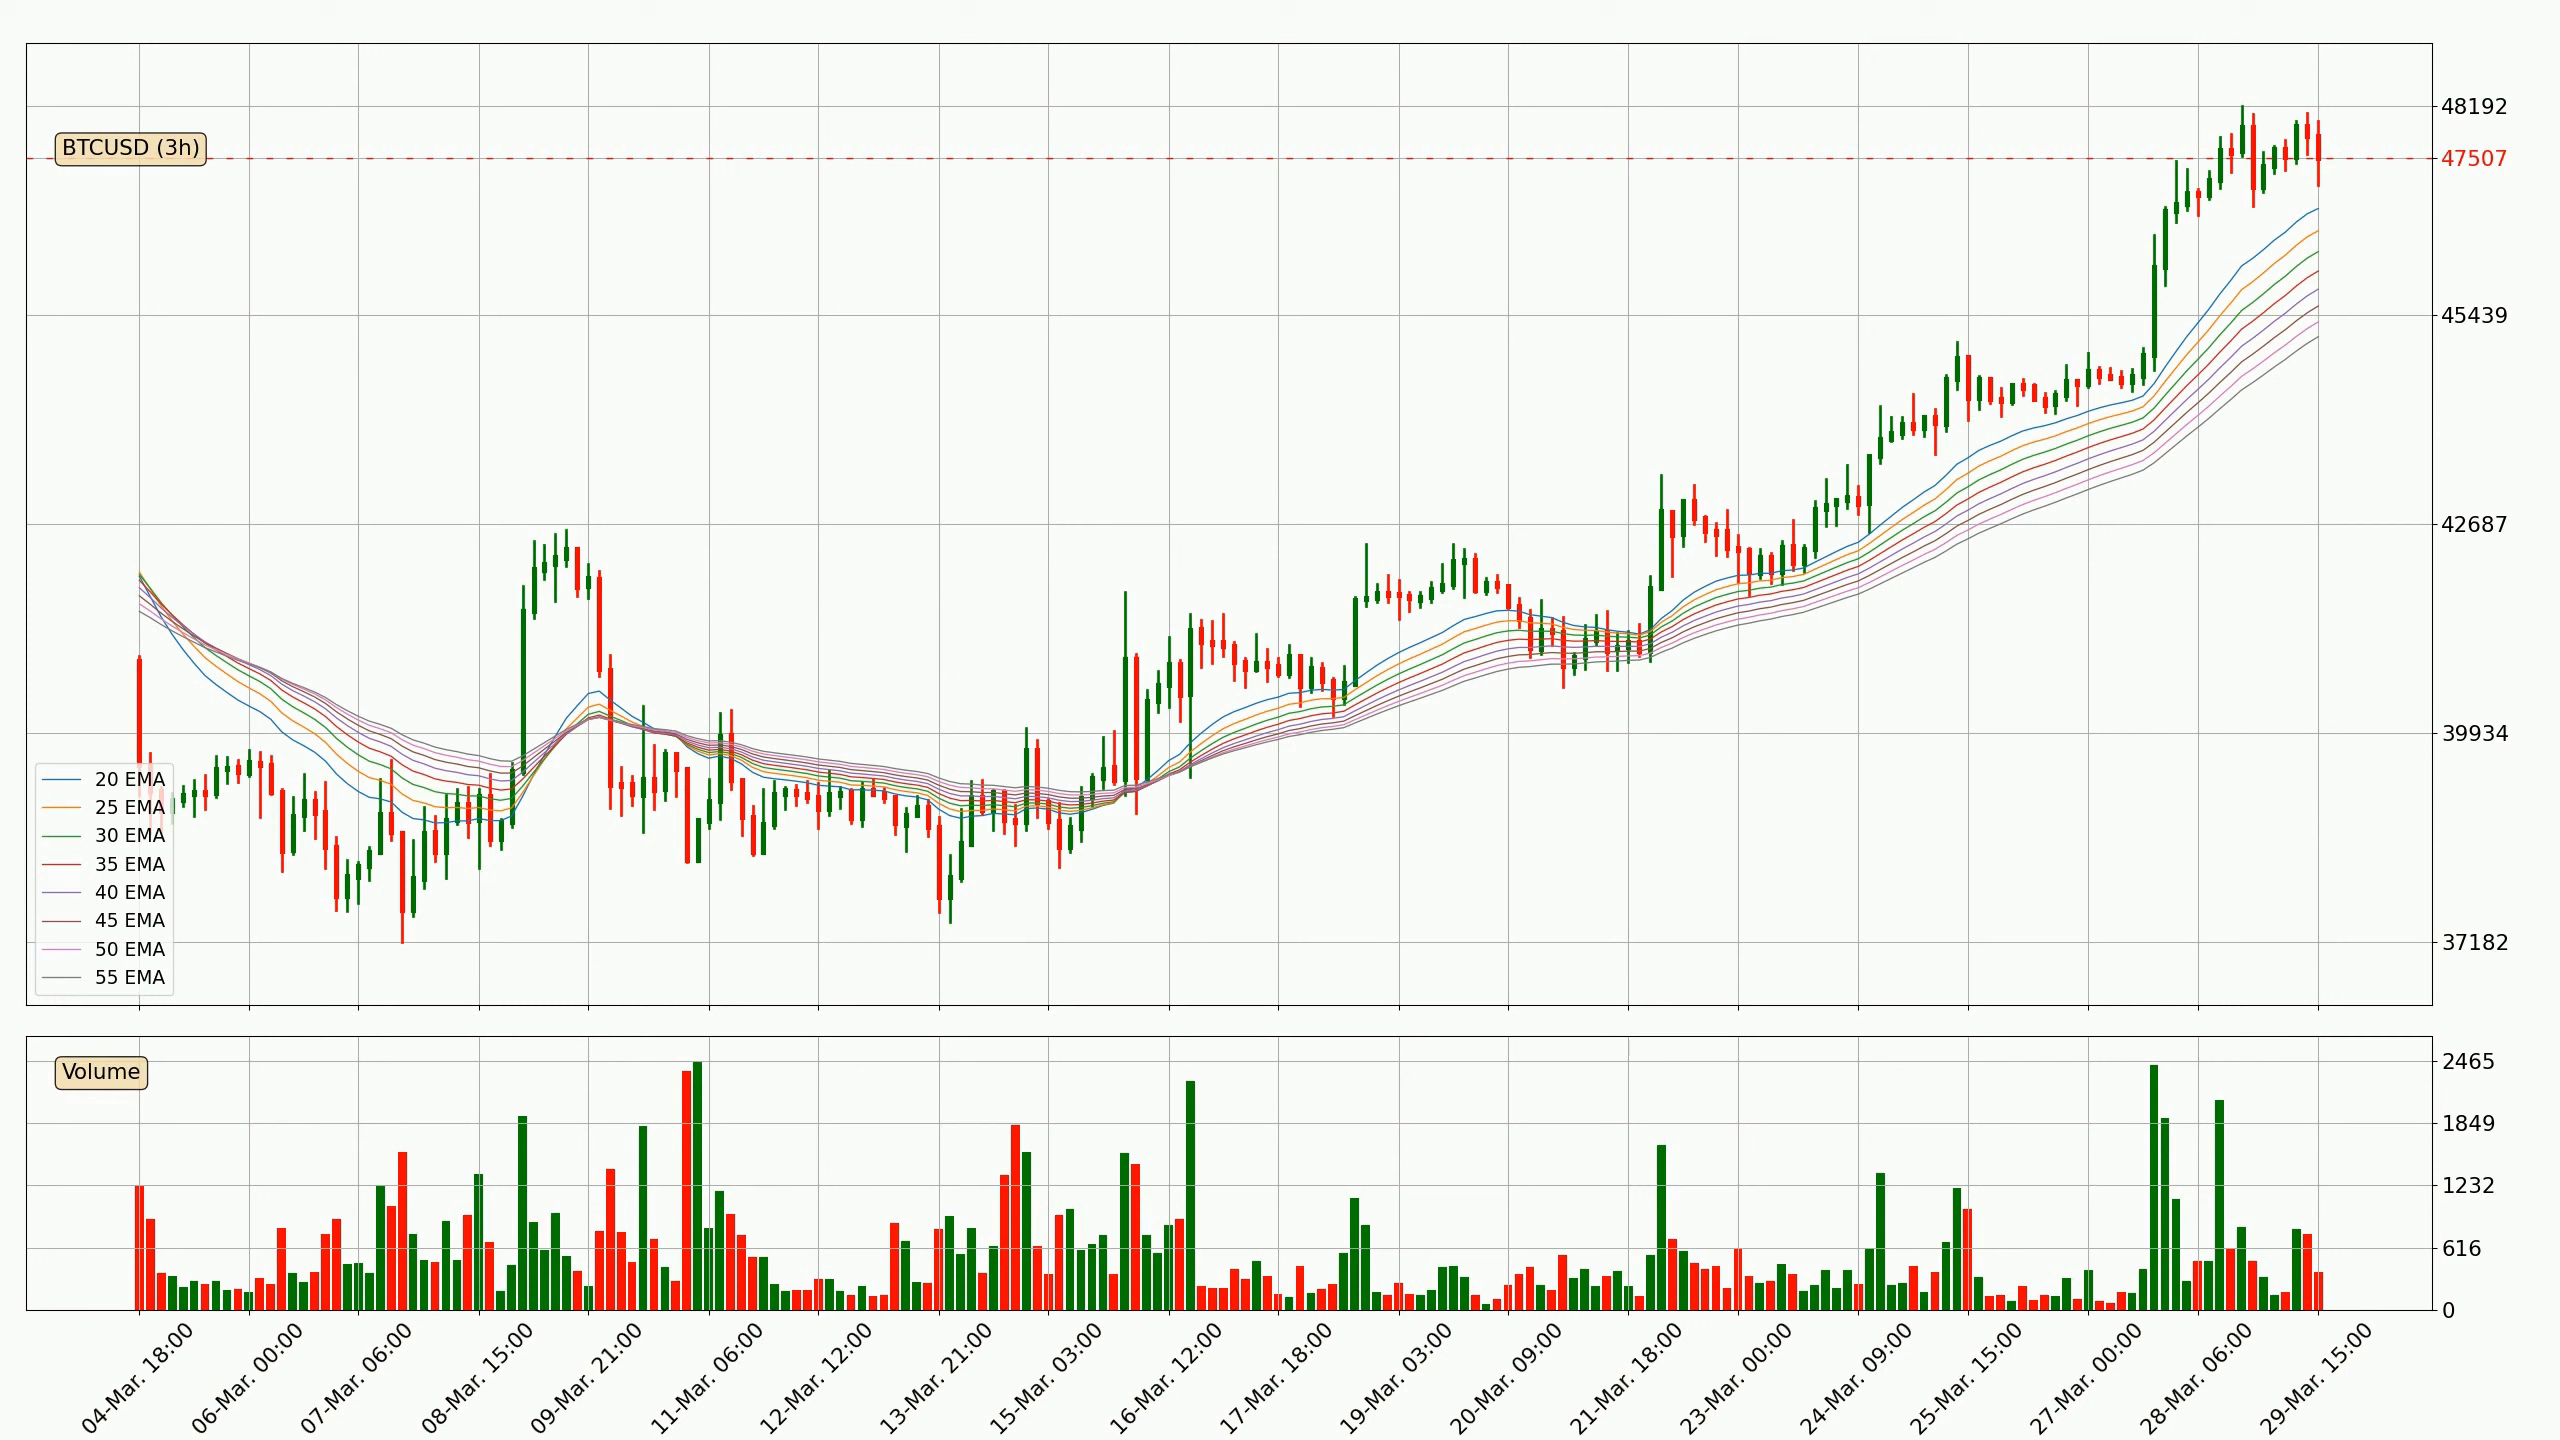 BTCUSD (3h)
48192
47507
45439
42687
39934
37182
20 EMA
25 EMA
30 EMA
35 EMA
40 EMA
45 EMA
50 EMA
55 EMA
Volume
2465
1849
1232
616
0
04-Mar. 18:00
06-Mar. 00:00
07-Mar. 06:00
08-Mar. 15:00
09-Mar. 21:00
11-Mar. 06:00
12-Mar. 12:00
13-Mar. 21:00
15-Mar. 03:00
16-Mar. 12:00
17-Mar. 18:00
19-Mar. 03:00
20-Mar. 09:00
21-Mar. 18:00
23-Mar. 00:00
24-Mar. 09:00
25-Mar. 15:00
27-Mar. 00:00
28-Mar. 06:00
29-Mar. 15:00